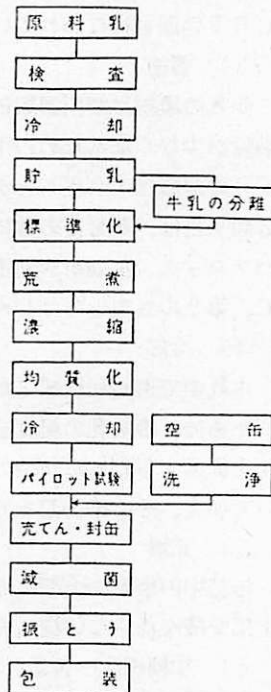 原料乳
検査
冷却
貯乳
牛乳の分離
標準化
荒煮
濃縮
均質化
冷却
空缶
パイロット試験
洗浄
充てん・封缶
滅菌
振とう
包装